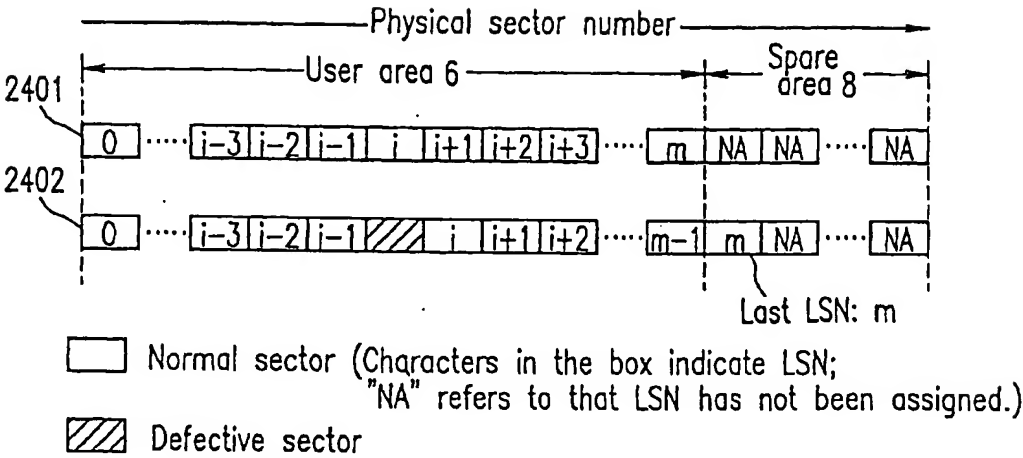 Physical sector number
User area 6
Spare area 8
2401
0 ····· i-3 i-2 i-1 i i+1 i+2 i+3 ····· m NA NA ····· NA
2402
0 ····· i-3 i-2 i-1 i i+1 i+2 ····· m-1 m NA ····· NA
Last LSN: m
Normal sector (Characters in the box indicate LSN;
"NA" refers to that LSN has not been assigned.)
Defective sector